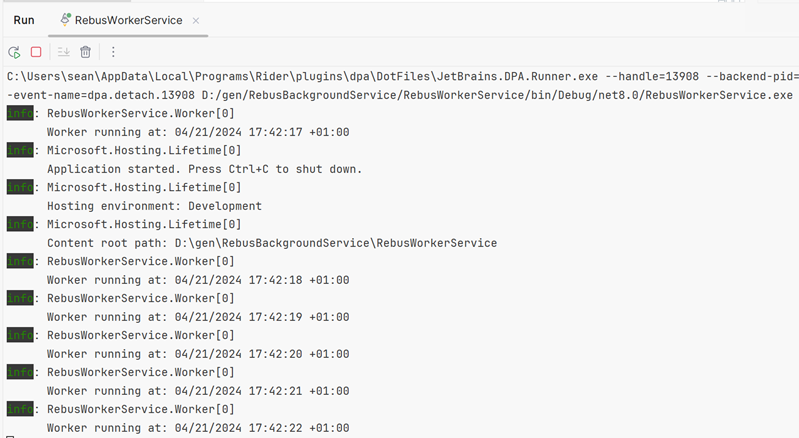 Run RebusWorkerService
C:\Users\sean\AppData\Local\Programs\Rider\plugins\dpa\DotFiles\JetBrains.DPA.Runner.exe --handle=13908 --backend-pid=
-event-name=dpa.detach.13908 D:/gen/RebusBackgroundService/RebusWorkerService/bin/Debug/net8.0/RebusWorkerService.exe
info: RebusWorkerService.Worker[0]
Worker running at: 04/21/2024 17:42:17 +01:00
info: Microsoft.Hosting.Lifetime[0]
Application started. Press Ctrl+C to shut down.
info: Microsoft.Hosting.Lifetime[0]
Hosting environment: Development
info: Microsoft.Hosting.Lifetime[0]
Content root path: D:\gen\RebusBackgroundService\RebusWorkerService
info: RebusWorkerService.Worker[0]
Worker running at: 04/21/2024 17:42:18 +01:00
info: RebusWorkerService.Worker[0]
Worker running at: 04/21/2024 17:42:19 +01:00
info: RebusWorkerService.Worker[0]
Worker running at: 04/21/2024 17:42:20 +01:00
info: RebusWorkerService.Worker[0]
Worker running at: 04/21/2024 17:42:21 +01:00
info: RebusWorkerService.Worker[0]
Worker running at: 04/21/2024 17:42:22 +01:00